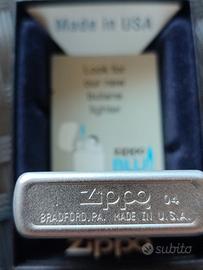 Made in USA
Look for
our new
butane
lighter
zippo
BLU
Zippo 04
BRADFORD, PA. MADE IN U.S.A.
Zippo
subito